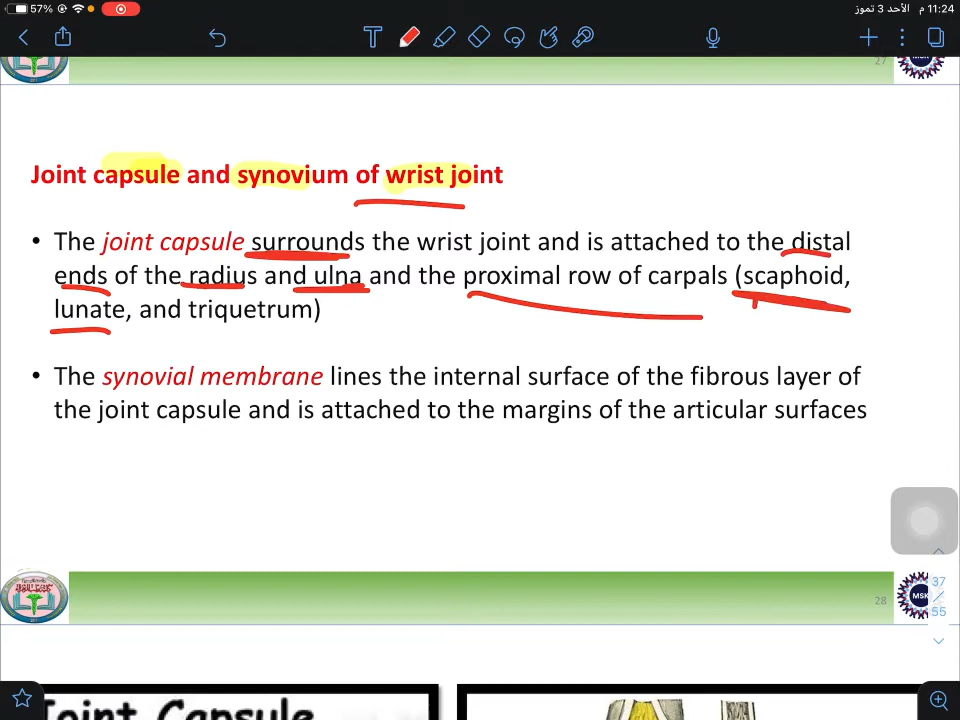 57%
الأحد 3 تموز 11:24 م
27
Joint capsule and synovium of wrist joint
• The joint capsule surrounds the wrist joint and is attached to the distal
ends of the radius and ulna and the proximal row of carpals (scaphoid,
lunate, and triquetrum)
• The synovial membrane lines the internal surface of the fibrous layer of
the joint capsule and is attached to the margins of the articular surfaces
28
MSK
37
55
Joint Capsule